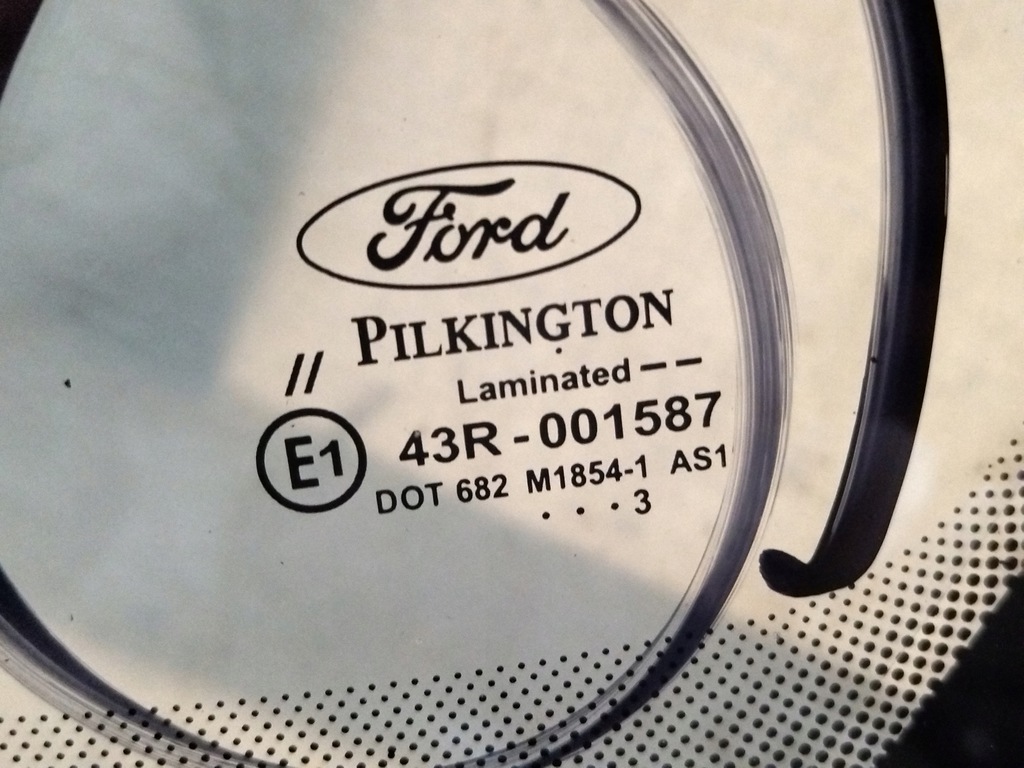 Ford
PILKINGTON
//
Laminated – –
E1
43R-001587
DOT 682 M1854-1 AS1
. . . 3